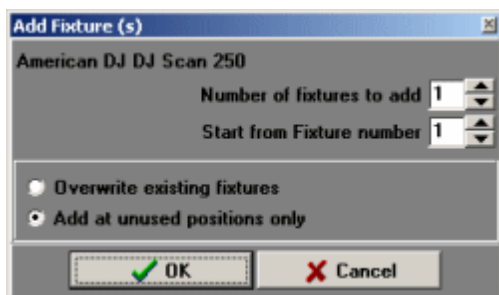 Add Fixture (s)
American DJ DJ Scan 250
Number of fixtures to add 1
Start from Fixture number 1
Overwrite existing fixtures
Add at unused positions only
OK Cancel